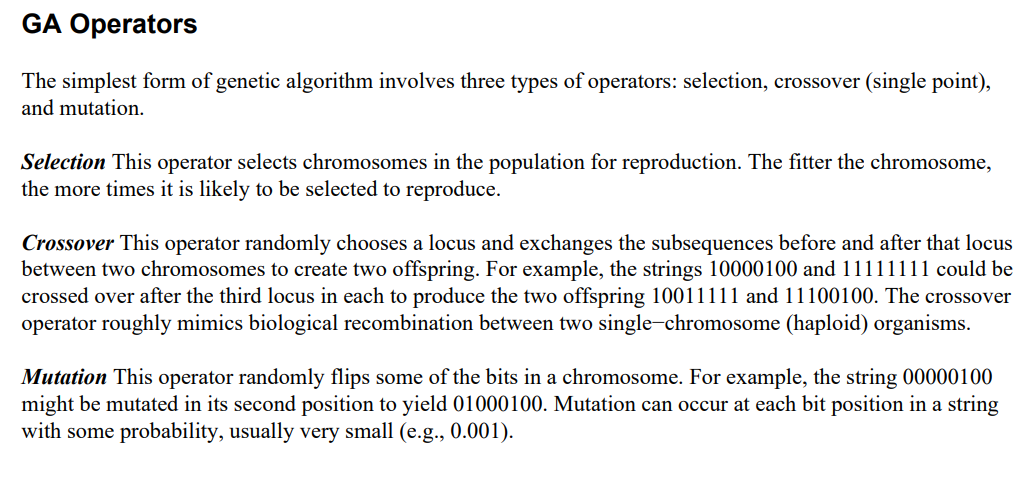 GA Operators
The simplest form of genetic algorithm involves three types of operators: selection, crossover (single point),
and mutation.
Selection This operator selects chromosomes in the population for reproduction. The fitter the chromosome,
the more times it is likely to be selected to reproduce.
Crossover This operator randomly chooses a locus and exchanges the subsequences before and after that locus
between two chromosomes to create two offspring. For example, the strings 10000100 and 11111111 could be
crossed over after the third locus in each to produce the two offspring 10011111 and 11100100. The crossover
operator roughly mimics biological recombination between two single−chromosome (haploid) organisms.
Mutation This operator randomly flips some of the bits in a chromosome. For example, the string 00000100
might be mutated in its second position to yield 01000100. Mutation can occur at each bit position in a string
with some probability, usually very small (e.g., 0.001).